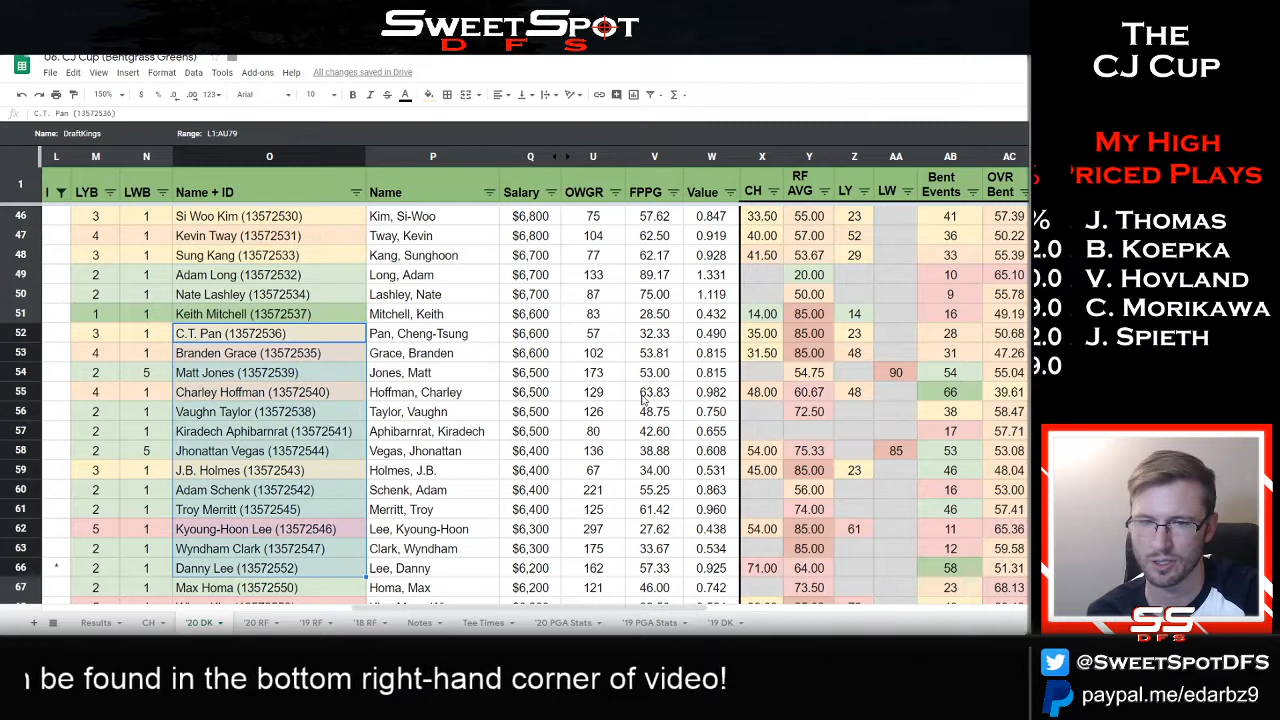 SWEETSPOT
DFS
06. CJ Cup (Bentgrass Greens)
File Edit View Insert Format Data Tools Add-ons Help All changes saved in Drive
150% $ % .0 .00 123 Arial 10 B I S A
fx C.T. Pan (13572536)
Name: DraftKings Range: L1:AU79
L M N O P Q U V W X Y Z AA AB AC
1 I LYB LWB Name + ID Name Salary OWGR FPPG Value CH RF AVG LY LW Bent Events OVR Bent
46 3 1 Si Woo Kim (13572530) Kim, Si-Woo $6,800 75 57.62 0.847 33.50 55.00 23 41 57.39
47 4 1 Kevin Tway (13572531) Tway, Kevin $6,800 104 62.50 0.919 40.00 57.00 52 36 50.22
48 3 1 Sung Kang (13572533) Kang, Sunghoon $6,700 77 62.17 0.928 41.50 53.67 29 33 55.39
49 2 1 Adam Long (13572532) Long, Adam $6,700 133 89.17 1.331 20.00 10 65.10
50 2 1 Nate Lashley (13572534) Lashley, Nate $6,700 87 75.00 1.119 50.00 9 55.78
51 1 1 Keith Mitchell (13572537) Mitchell, Keith $6,600 83 28.50 0.432 14.00 85.00 14 16 49.19
52 3 1 C.T. Pan (13572536) Pan, Cheng-Tsung $6,600 57 32.33 0.490 35.00 85.00 23 28 50.68
53 4 1 Branden Grace (13572535) Grace, Branden $6,600 102 53.81 0.815 31.50 85.00 48 31 47.26
54 2 5 Matt Jones (13572539) Jones, Matt $6,500 173 53.00 0.815 54.75 90 54 55.04
55 4 1 Charley Hoffman (13572540) Hoffman, Charley $6,500 129 63.83 0.982 48.00 60.67 48 66 39.61
56 2 1 Vaughn Taylor (13572538) Taylor, Vaughn $6,500 126 48.75 0.750 72.50 38 58.47
57 2 1 Kiradech Aphibarnrat (13572541) Aphibarnrat, Kiradech $6,500 80 42.60 0.655 17 57.71
58 2 5 Jhonattan Vegas (13572544) Vegas, Jhonattan $6,400 136 38.88 0.608 54.00 75.33 85 53 53.08
59 3 1 J.B. Holmes (13572543) Holmes, J.B. $6,400 67 34.00 0.531 45.00 85.00 23 46 48.04
60 2 1 Adam Schenk (13572542) Schenk, Adam $6,400 221 55.25 0.863 56.00 16 53.00
61 2 1 Troy Merritt (13572545) Merritt, Troy $6,400 125 61.42 0.960 74.00 46 57.41
62 5 1 Kyoung-Hoon Lee (13572546) Lee, Kyoung-Hoon $6,300 297 27.62 0.438 54.00 85.00 61 11 65.36
63 2 1 Wyndham Clark (13572547) Clark, Wyndham $6,300 175 33.67 0.534 85.00 12 59.58
66 * 2 1 Danny Lee (13572552) Lee, Danny $6,200 162 57.33 0.925 71.00 64.00 58 51.31
67 2 1 Max Homa (13572550) Homa, Max $6,200 121 46.00 0.742 73.50 23 68.13
Results CH '20 DK '20 RF '19 RF '18 RF Notes Tee Times '20 PGA Stats '19 PGA Stats '19 DK
THE
CJ CUP
MY HIGH
PRICED PLAYS
% J. THOMAS
2.0 B. KOEPKA
0.0 V. HOVLAND
9.0 C. MORIKAWA
2.0 J. SPIETH
9.0
SS
DFS
@SWEETSPOTDFS
paypal.me/edarbz9
be found in the bottom right-hand corner of video!